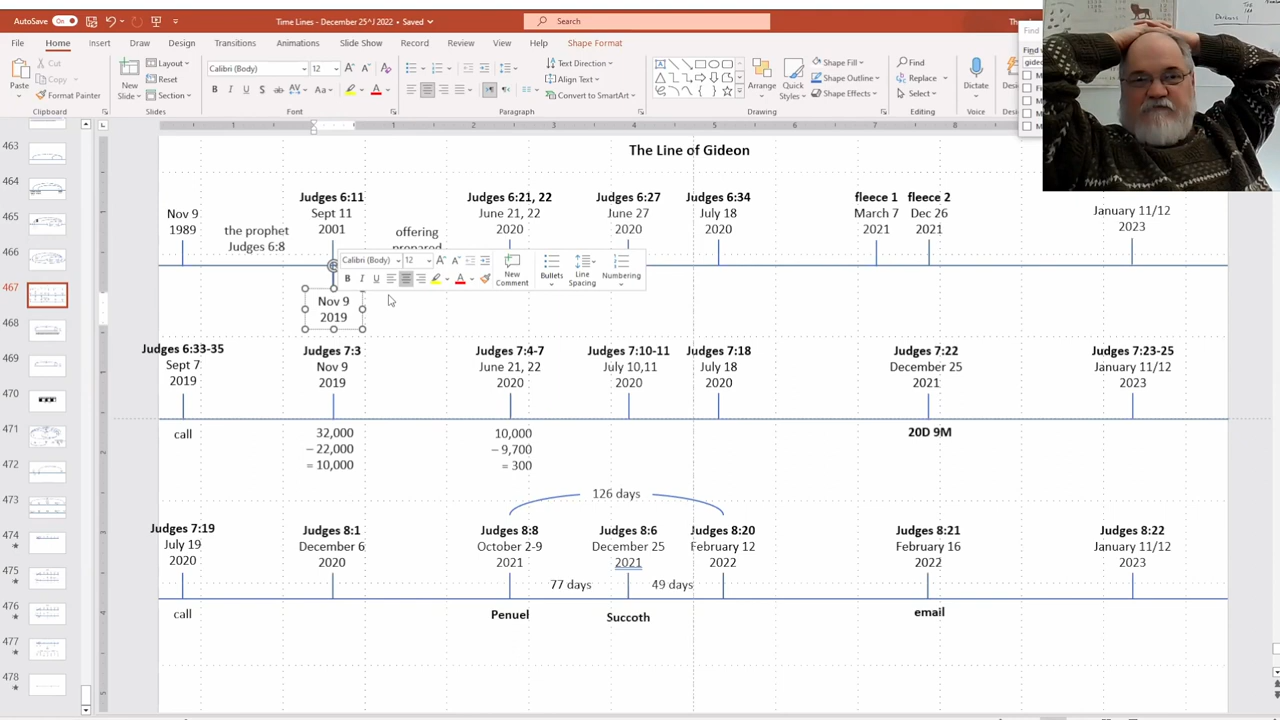 AutoSave On
Time Lines - December 25^J 2022 • Saved
Search
File Home Insert Draw Design Transitions Animations Slide Show Record Review View Help Shape Format
Paste
Cut
Copy
Format Painter
Clipboard
New
Slide
Layout
Reset
Section
Slides
Calibri (Body) 12
Font
Text Direction
Align Text
Convert to SmartArt
Paragraph
Arrange
Quick
Styles
Shape Fill
Shape Outline
Shape Effects
Drawing
Find
Replace
Select
Editing
Dictate
Voice
Find
463
464
465
466
467
468
469
471
472
473
474
475
476
477
478
The Line of Gideon
Nov 9
1989
the prophet
Judges 6:8
Judges 6:11
Sept 11
2001
offering
prepared
Judges 6:21, 22
June 21, 22
2020
Judges 6:27
June 27
2020
Judges 6:34
July 18
2020
fleece 1
March 7
2021
fleece 2
Dec 26
2021
January 11/12
2023
Calibri (Body) 12
New
Comment
Bullets
Line
Spacing
Numbering
Nov 9
2019
Judges 6:33-35
Sept 7
2019
Judges 7:3
Nov 9
2019
Judges 7:4-7
June 21, 22
2020
Judges 7:10-11
July 10,11
2020
Judges 7:18
July 18
2020
Judges 7:22
December 25
2021
Judges 7:23-25
January 11/12
2023
call
32,000
– 22,000
= 10,000
10,000
– 9,700
= 300
20D 9M
126 days
Judges 7:19
July 19
2020
Judges 8:1
December 6
2020
Judges 8:8
October 2-9
2021
Judges 8:6
December 25
2021
Judges 8:20
February 12
2022
Judges 8:21
February 16
2022
Judges 8:22
January 11/12
2023
77 days
49 days
call
Penuel
Succoth
email